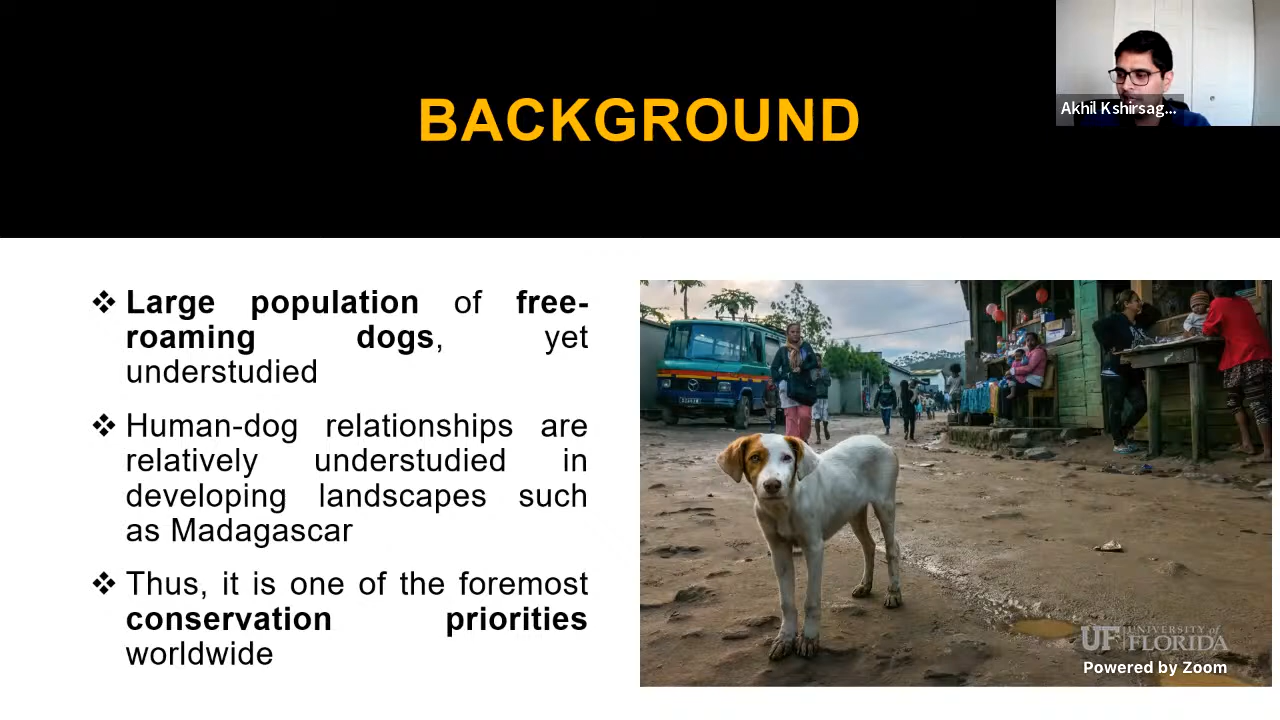 BACKGROUND
Akhil Kshirsag...
❖ Large population of free-
roaming dogs, yet
understudied
❖ Human-dog relationships are
relatively understudied in
developing landscapes such
as Madagascar
❖ Thus, it is one of the foremost
conservation priorities
worldwide
UF UNIVERSITY of
FLORIDA
Powered by Zoom